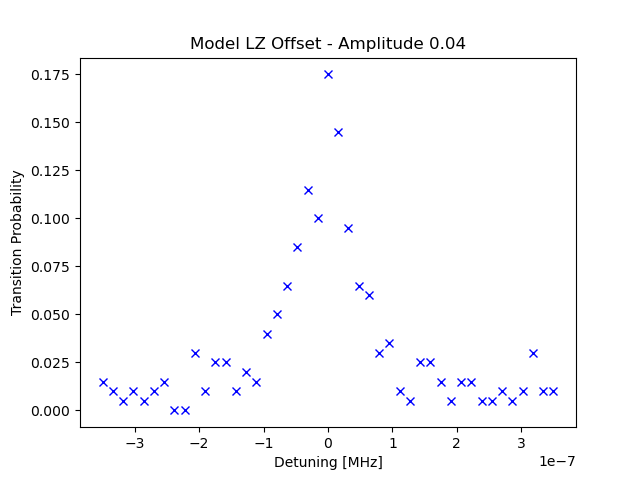 Model LZ Offset - Amplitude 0.04
Transition Probability
0.175
0.150
0.125
0.100
0.075
0.050
0.025
0.000
−3 −2 −1 0 1 2 3
1e−7
Detuning [MHz]